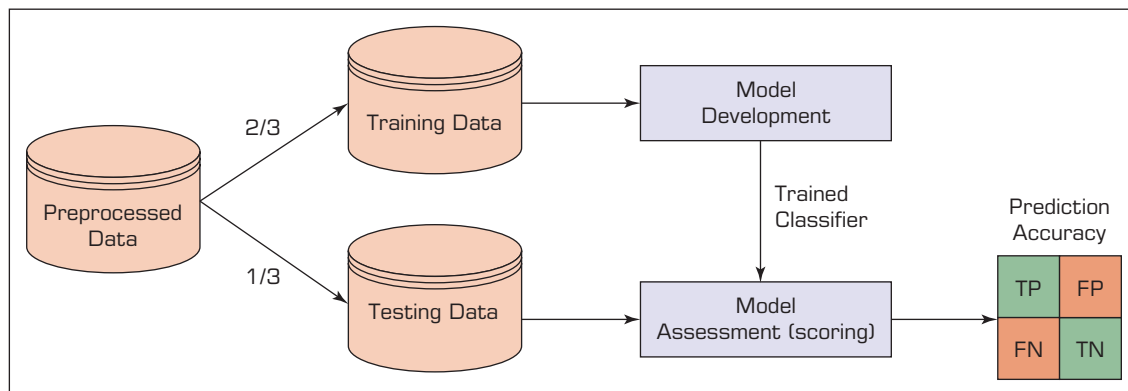 Preprocessed
Data
2/3
1/3
Training Data
Testing Data
Model
Development
Trained
Classifier
Model
Assessment (scoring)
Prediction
Accuracy
TP
FP
FN
TN